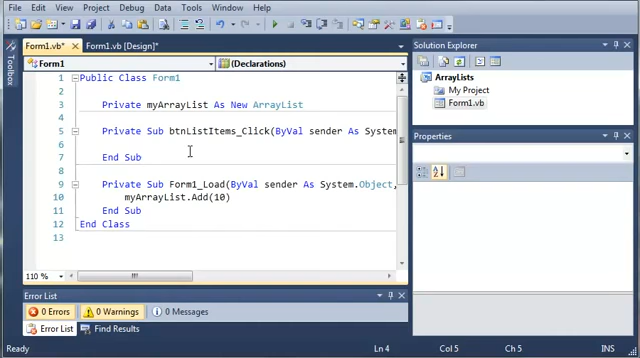 File Edit View Project Build Debug Data Tools Window Help
Form1.vb* Form1.vb [Design]*
Form1 (Declarations)
1 Public Class Form1
2
3 Private myArrayList As New ArrayList
4
5 Private Sub btnListItems_Click(ByVal sender As System
6
7 End Sub
8
9 Private Sub Form1_Load(ByVal sender As System.Object,
10 myArrayList.Add(10)
11 End Sub
12 End Class
13
110 %
Toolbox
Solution Explorer
ArrayLists
My Project
Form1.vb
Properties
Error List
0 Errors 0 Warnings 0 Messages
Error List Find Results
Ready Ln 4 Col 5 Ch 5 INS